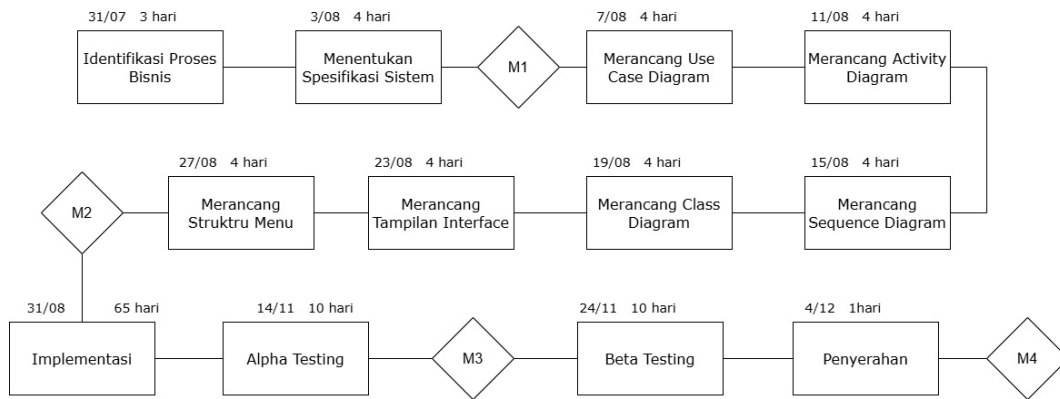 31/07 3 hari
Identifikasi Proses
Bisnis
3/08 4 hari
Menentukan
Spesifikasi Sistem
M1
7/08 4 hari
Merancang Use
Case Diagram
11/08 4 hari
Merancang Activity
Diagram
15/08 4 hari
Merancang
Sequence Diagram
19/08 4 hari
Merancang Class
Diagram
23/08 4 hari
Merancang
Tampilan Interface
27/08 4 hari
Merancang
Struktru Menu
M2
31/08 65 hari
Implementasi
14/11 10 hari
Alpha Testing
M3
24/11 10 hari
Beta Testing
4/12 1hari
Penyerahan
M4